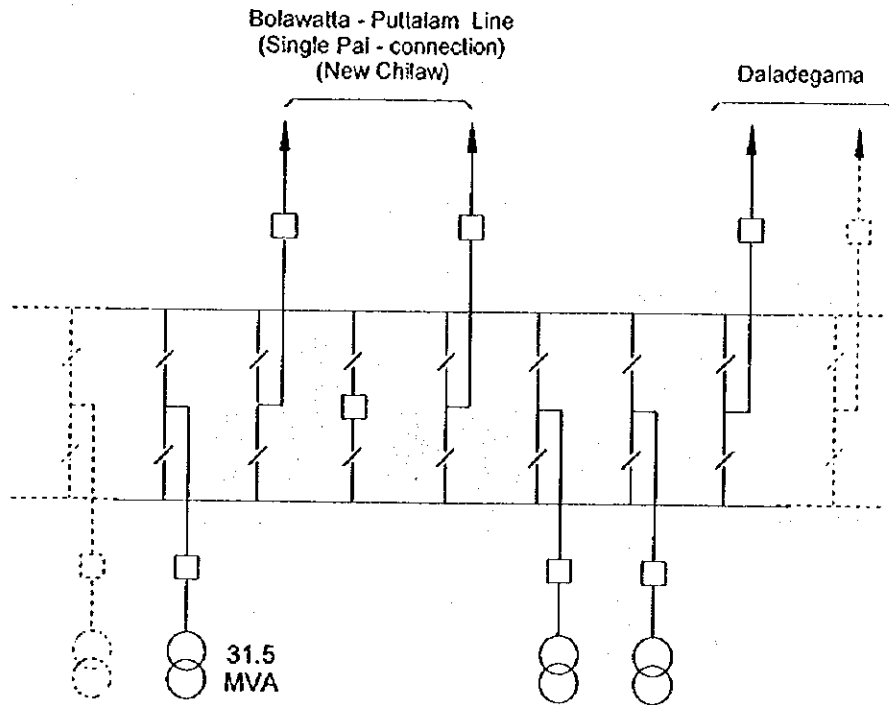 Bolawatta - Puttalam Line
(Single Pai - connection)
(New Chilaw)
Daladegama
31.5
MVA